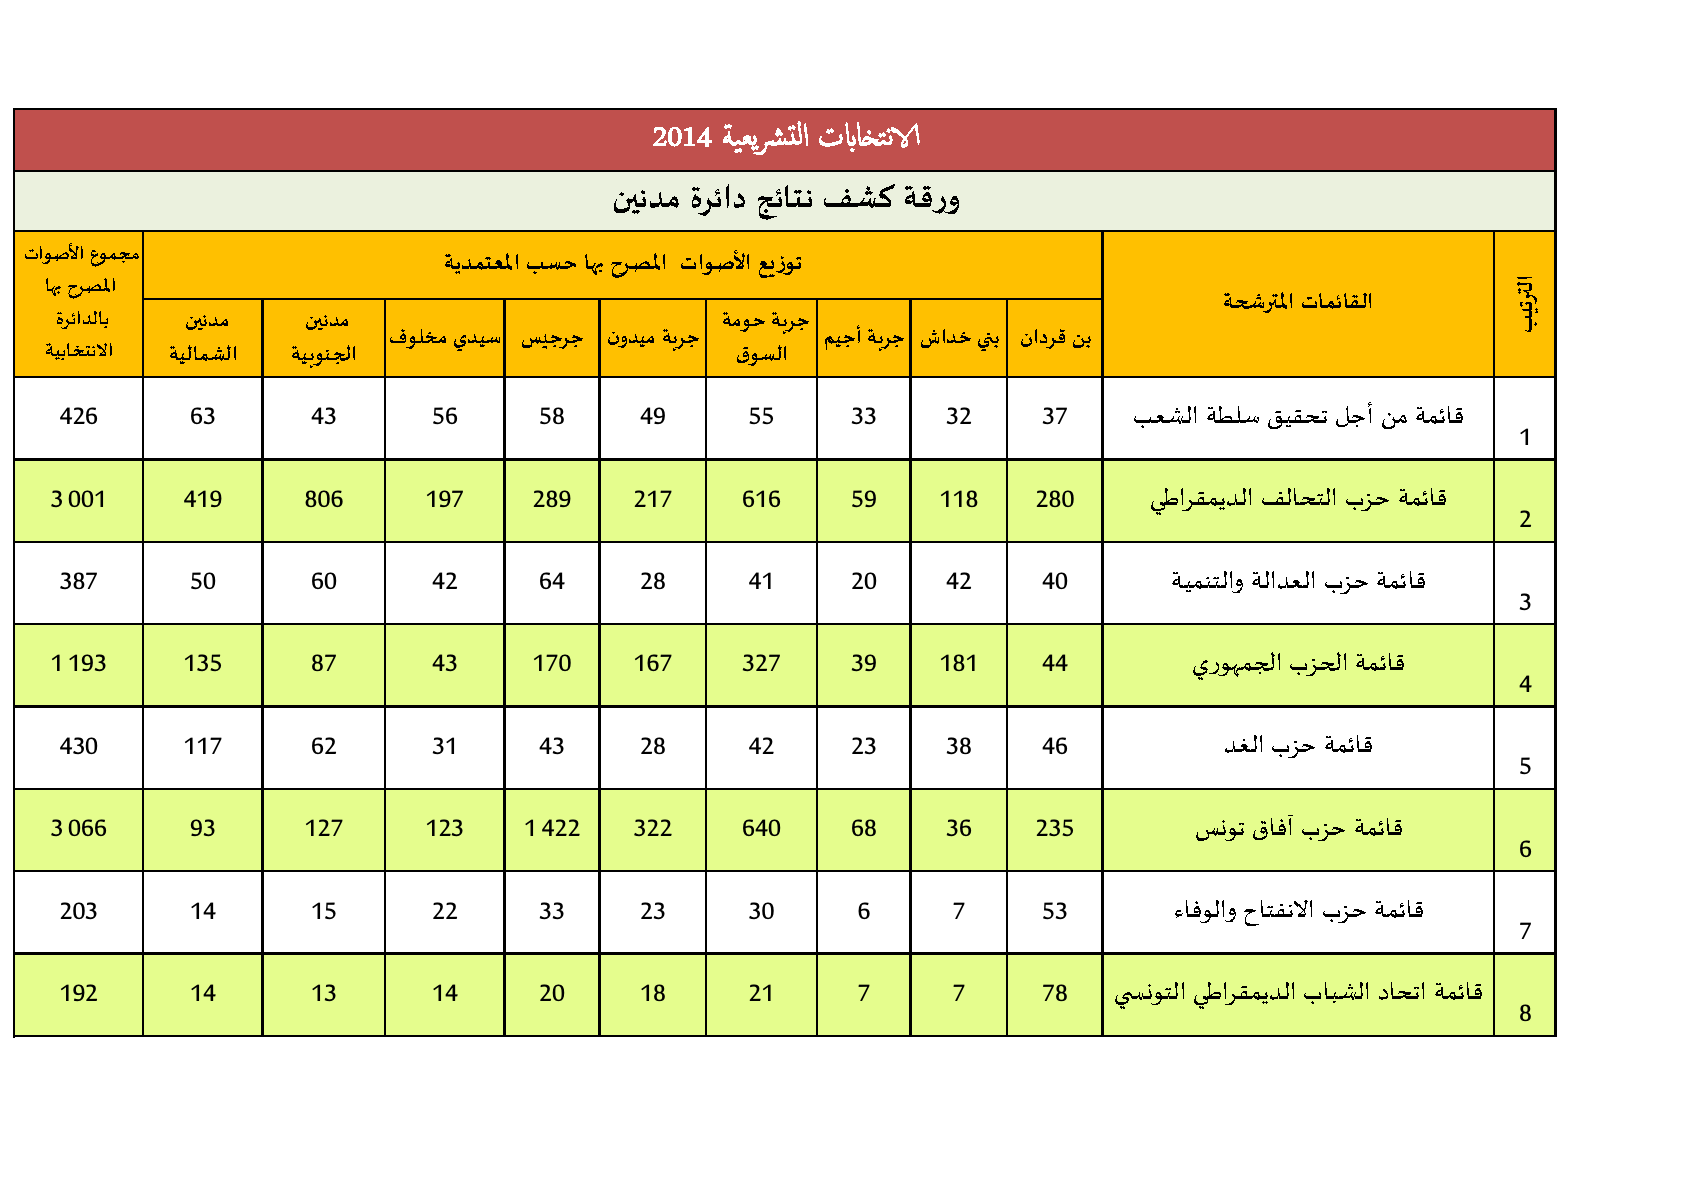 الانتخابات التشريعية 2014
ورقة كشف نتائج دائرة مدنين
الترتيب القائمات المترشحة توزيع الأصوات المصرح بها حسب المعتمدية مجموع الأصوات المصرح بها بالدائرة الانتخابية
بن قردان بني خداش جربة أجيم جربة حومة السوق جربة ميدون جرجيس سيدي مخلوف مدنين الجنوبية مدنين الشمالية
1 قائمة من أجل تحقيق سلطة الشعب 37 32 33 55 49 58 56 43 63 426
2 قائمة حزب التحالف الديمقراطي 280 118 59 616 217 289 197 806 419 3 001
3 قائمة حزب العدالة والتنمية 40 42 20 41 28 64 42 60 50 387
4 قائمة الحزب الجمهوري 44 181 39 327 167 170 43 87 135 1 193
5 قائمة حزب الغد 46 38 23 42 28 43 31 62 117 430
6 قائمة حزب آفاق تونس 235 36 68 640 322 1 422 123 127 93 3 066
7 قائمة حزب الانفتاح والوفاء 53 7 6 30 23 33 22 15 14 203
8 قائمة اتحاد الشباب الديمقراطي التونسي 78 7 7 21 18 20 14 13 14 192